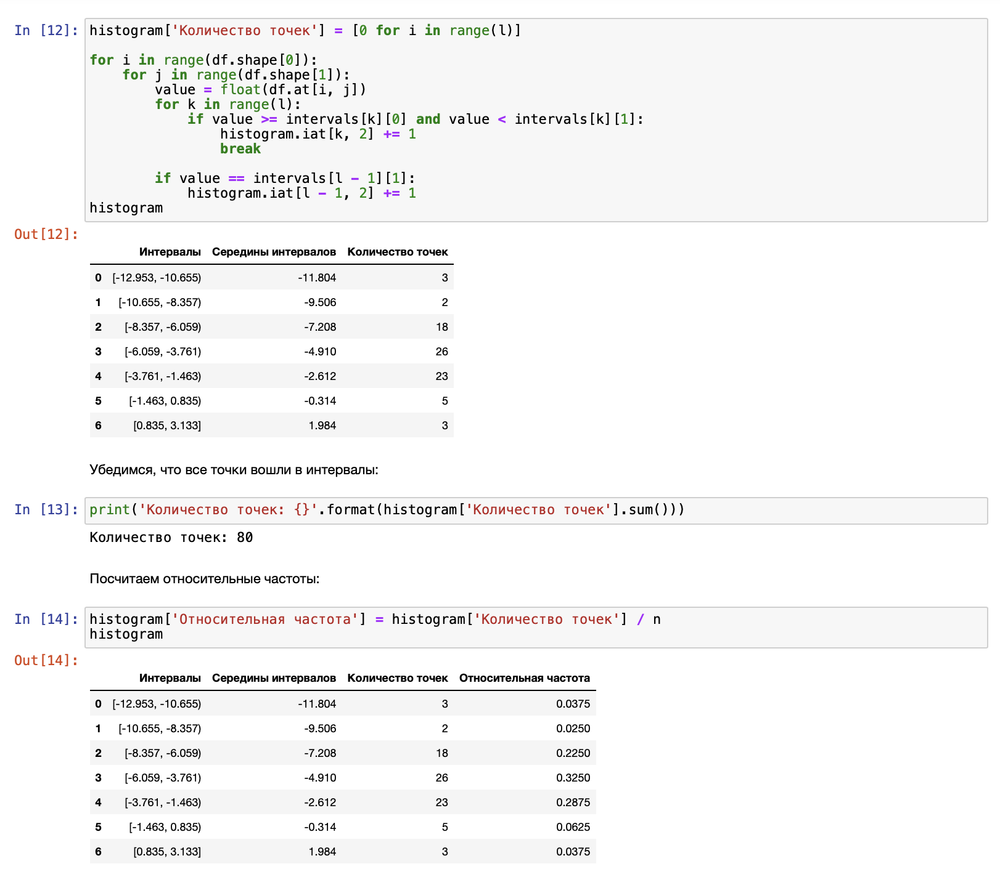 In [12]: histogram['Количество точек'] = [0 for i in range(l)]

for i in range(df.shape[0]):
    for j in range(df.shape[1]):
        value = float(df.at[i, j])
        for k in range(l):
            if value >= intervals[k][0] and value < intervals[k][1]:
                histogram.iat[k, 2] += 1
                break

        if value == intervals[l - 1][1]:
            histogram.iat[l - 1, 2] += 1
histogram
Out[12]:
Интервалы Середины интервалов Количество точек
0 [-12.953, -10.655) -11.804 3
1 [-10.655, -8.357) -9.506 2
2 [-8.357, -6.059) -7.208 18
3 [-6.059, -3.761) -4.910 26
4 [-3.761, -1.463) -2.612 23
5 [-1.463, 0.835) -0.314 5
6 [0.835, 3.133] 1.984 3
Убедимся, что все точки вошли в интервалы:
In [13]: print('Количество точек: {}'.format(histogram['Количество точек'].sum()))
Количество точек: 80
Посчитаем относительные частоты:
In [14]: histogram['Относительная частота'] = histogram['Количество точек'] / n
histogram
Out[14]:
Интервалы Середины интервалов Количество точек Относительная частота
0 [-12.953, -10.655) -11.804 3 0.0375
1 [-10.655, -8.357) -9.506 2 0.0250
2 [-8.357, -6.059) -7.208 18 0.2250
3 [-6.059, -3.761) -4.910 26 0.3250
4 [-3.761, -1.463) -2.612 23 0.2875
5 [-1.463, 0.835) -0.314 5 0.0625
6 [0.835, 3.133] 1.984 3 0.0375